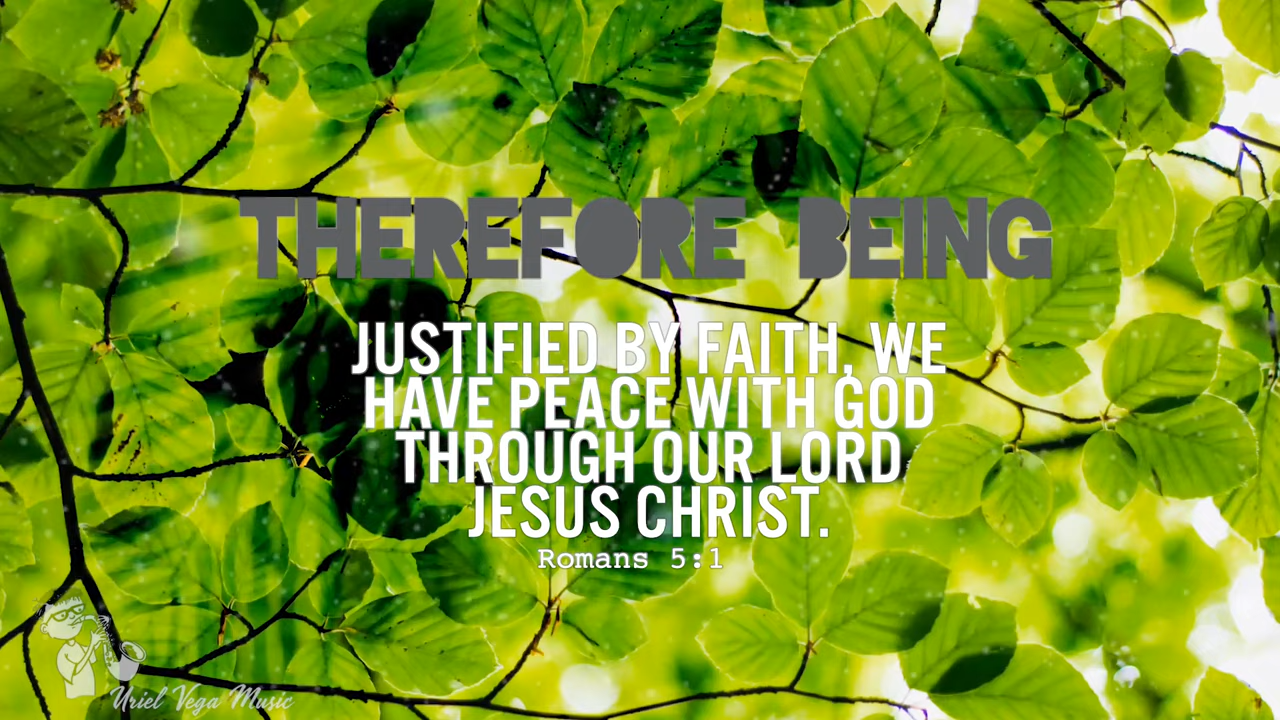 THEREFORE BEING
JUSTIFIED BY FAITH, WE
HAVE PEACE WITH GOD
THROUGH OUR LORD
JESUS CHRIST.
Romans 5:1
Uriel Vega Music